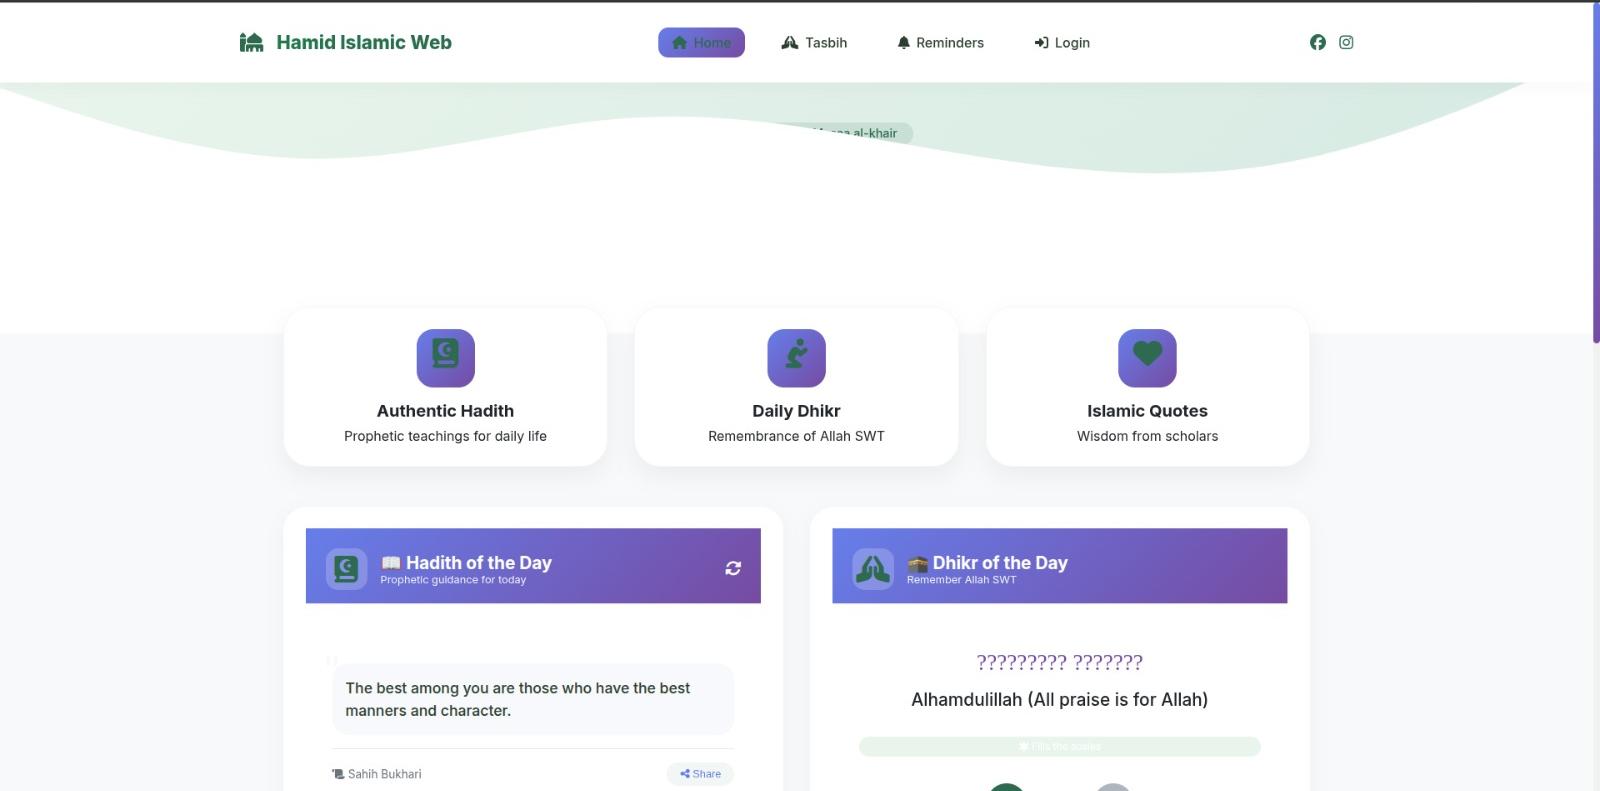 Hamid Islamic Web
Home
Tasbih
Reminders
Login
al-khair
Authentic Hadith
Prophetic teachings for daily life
Daily Dhikr
Remembrance of Allah SWT
Islamic Quotes
Wisdom from scholars
Hadith of the Day
Prophetic guidance for today
Dhikr of the Day
Remember Allah SWT
"
The best among you are those who have the best
manners and character.
Sahih Bukhari
Share
????????? ???????
Alhamdulillah (All praise is for Allah)
Fills the scales